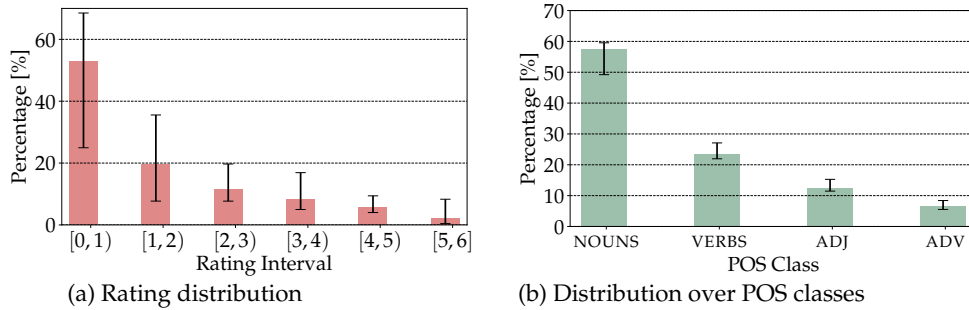 Percentage [%]
60
40
20
0
[0, 1) [1, 2) [2, 3) [3, 4) [4, 5) [5, 6]
Rating Interval
(a) Rating distribution
Percentage [%]
70
60
50
40
30
20
10
0
NOUNS VERBS ADJ ADV
POS Class
(b) Distribution over POS classes